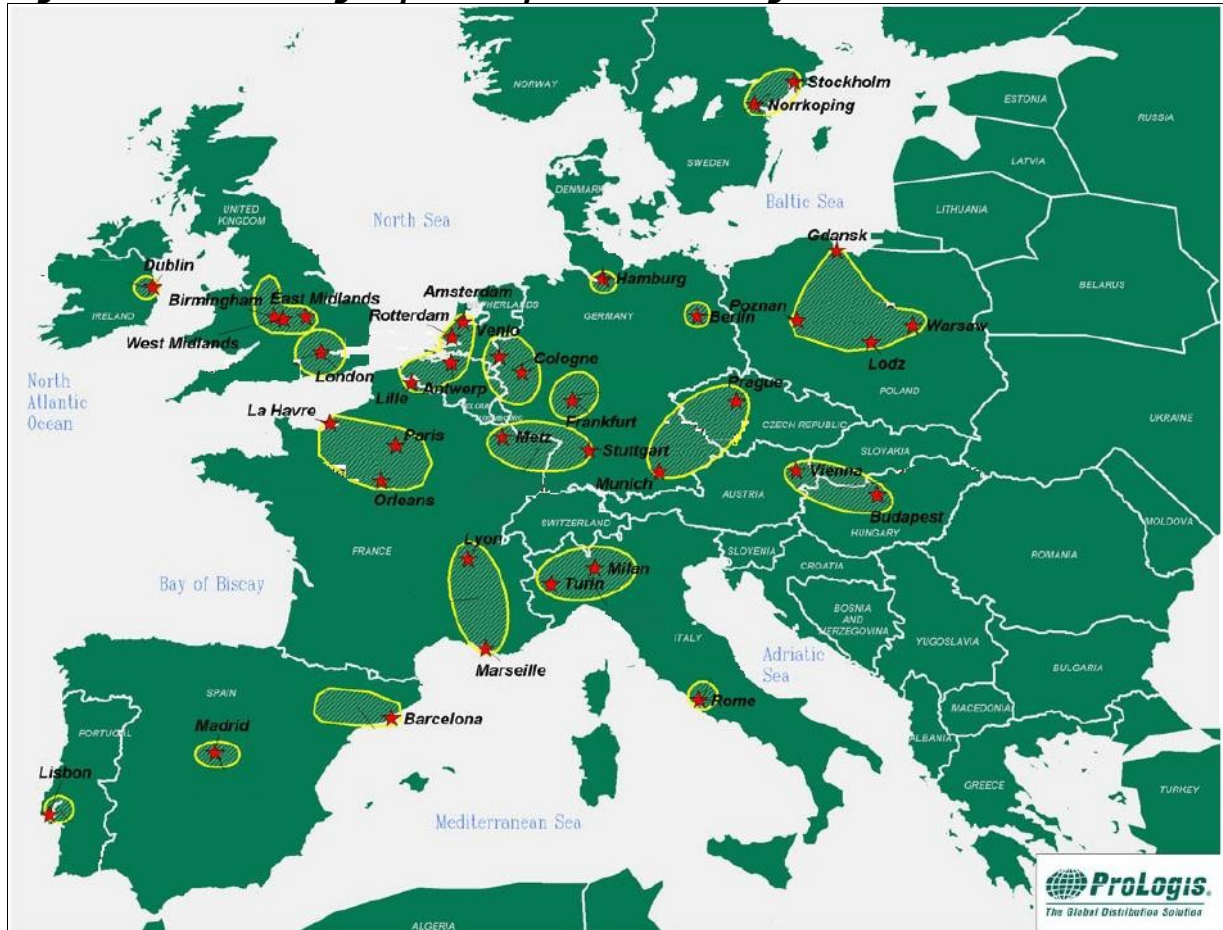 NORWAY
Stockholm
Norrkoping
ESTONIA
RUSSIA
SWEDEN
LATVIA
DENMARK
UNITED
KINGDOM
North Sea
Baltic Sea
LITHUANIA
Gdansk
Dublin
Hamburg
BELARUS
Birmingham
East Midlands
Amsterdam
NETHERLANDS
IRELAND
Rotterdam
Venlo
GERMANY
Berlin
Poznan
Warsaw
West Midlands
Lodz
London
Cologne
North
Atlantic
Ocean
Lille
Antwerp
Prague
POLAND
La Havre
Frankfurt
UKRAINE
Paris
Metz
CZECH REPUBLIC
Stuttgart
SLOVAKIA
Orleans
Munich
Vienna
AUSTRIA
Budapest
HUNGARY
SWITZERLAND
MOLDOVA
FRANCE
Lyon
SLOVENIA
ROMANIA
Milan
CROATIA
Bay of Biscay
Turin
BOSNIA
AND
HERZEGOVINA
ITALY
YUGOSLAVIA
Adriatic
Sea
Marseille
BULGARIA
SPAIN
Rome
Barcelona
MACEDONIA
Madrid
PORTUGAL
ALBANIA
Lisbon
GREECE
TURKEY
Mediterranean Sea
ProLogis.
The Global Distribution Solution
ALGERIA